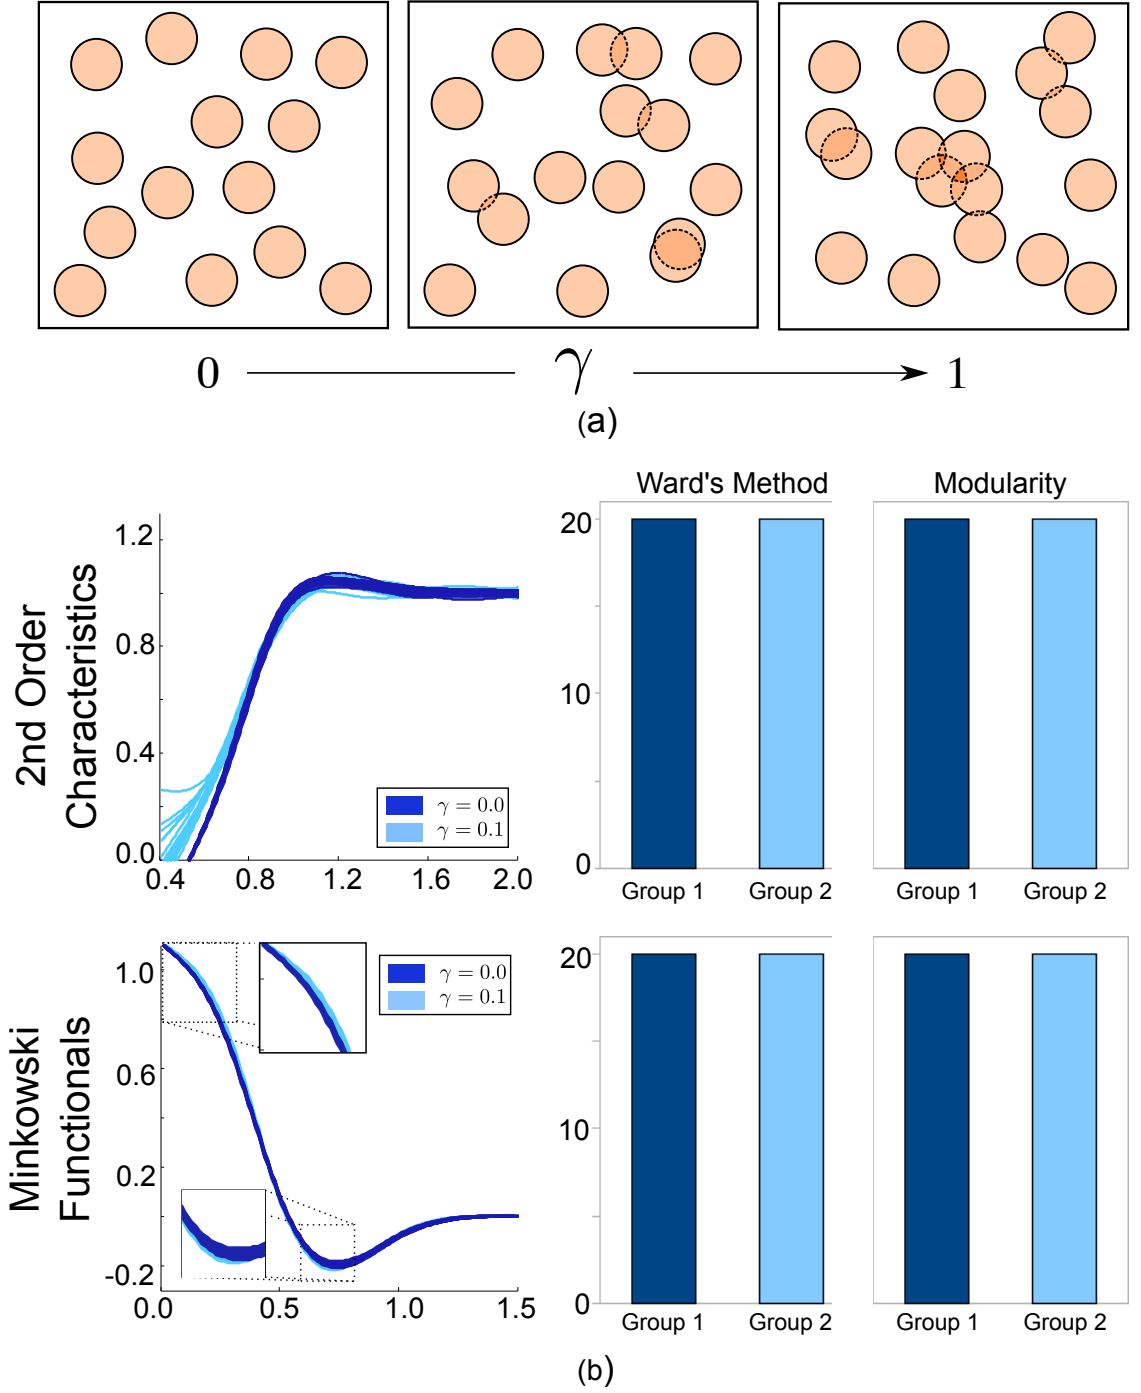 0 γ 1
(a)
Ward's Method
Modularity
2nd Order
Characteristics
1.2
1.0
0.8
0.4
0.0
0.4 0.8 1.2 1.6 2.0
γ = 0.0
γ = 0.1
20
10
0
Group 1 Group 2
Group 1 Group 2
Minkowski
Functionals
1.0
0.6
0.2
-0.2
0.0 0.5 1.0 1.5
γ = 0.0
γ = 0.1
20
10
0
Group 1 Group 2
Group 1 Group 2
(b)